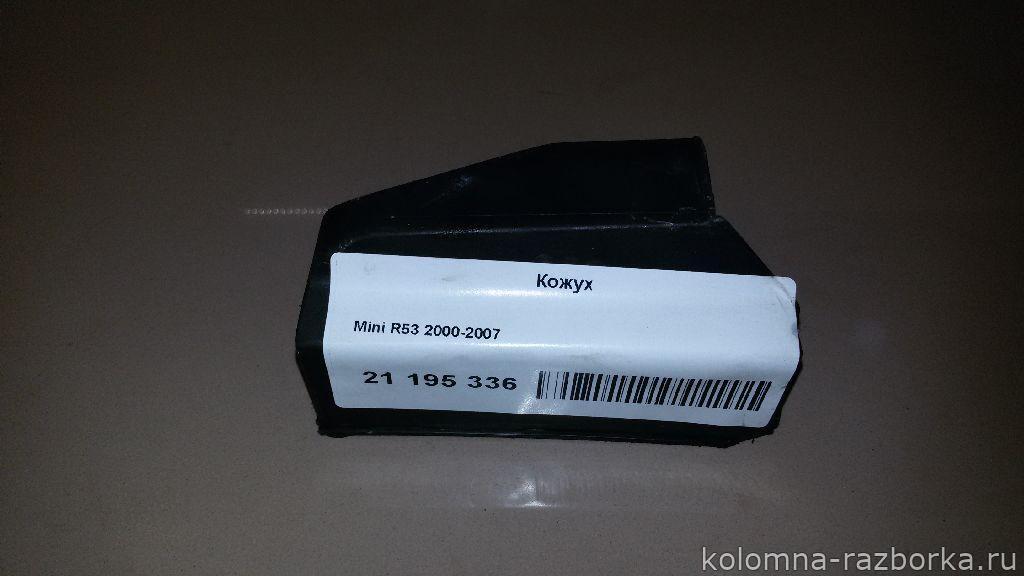 Кожух
Mini R53 2000-2007
21 195 336
kolomna-razborka.ru